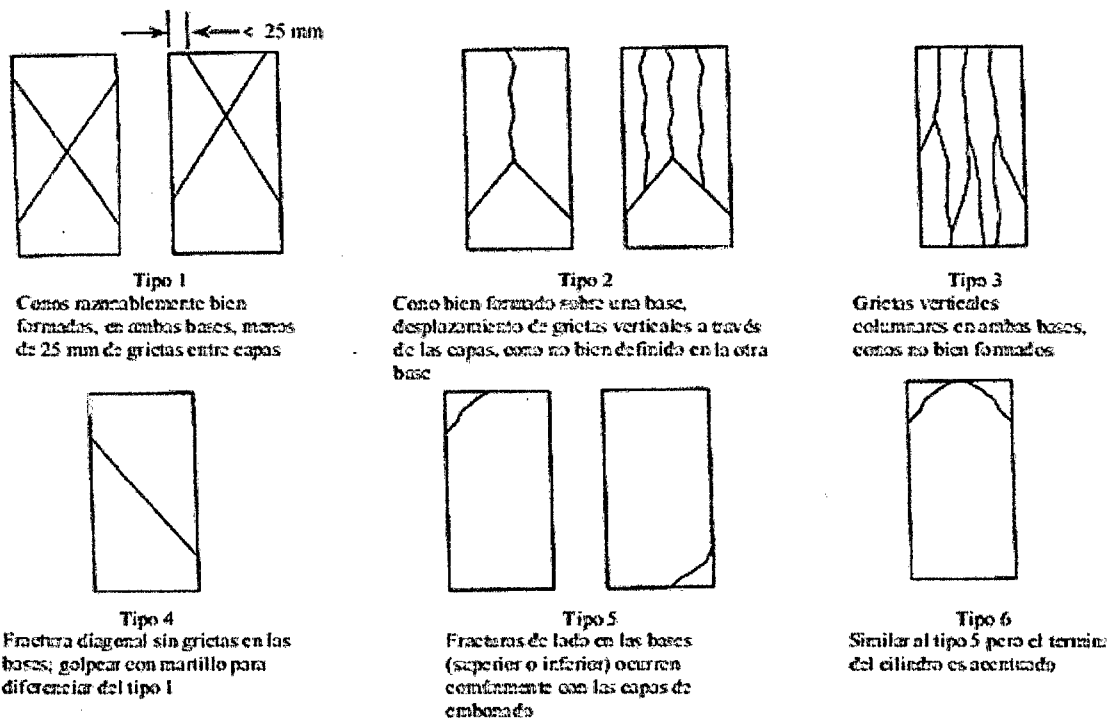 < 25 mm
Tipo 1
Conos razonablemente bien
formados, en ambas bases, menos
de 25 mm de grietas entre capas
Tipo 2
Cono bien formado sobre una base,
desplazamiento de grietas verticales a través
de las capas, cono no bien definido en la otra
base
Tipo 3
Grietas verticales
columnares en ambas bases,
conos no bien formados
Tipo 4
Fractura diagonal sin grietas en las
bases; golpear con martillo para
diferenciar del tipo 1
Tipo 5
Fracturas de lado en las bases
(superior o inferior) ocurren
comúnmente con las capas de
embonado
Tipo 6
Similar al tipo 5 pero el termino
del cilindro es acentuado